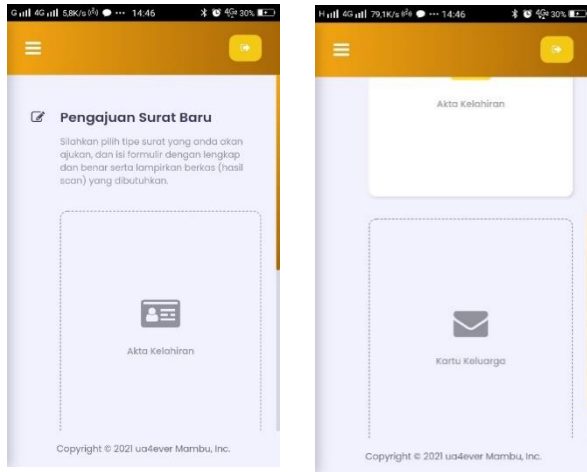 G 4G 5,8K/s ••• 14:46 4G 30%
Pengajuan Surat Baru
Silahkan pilih tipe surat yang anda akan
ajukan, dan isi formulir dengan lengkap
dan benar serta lampirkan berkas (hasil
scan) yang dibutuhkan.
Akta Kelahiran
Copyright © 2021 ua4ever Mambu, Inc.
H 4G 79,1K/s ••• 14:46 4G 30%
Akta Kelahiran
Kartu Keluarga
Copyright © 2021 ua4ever Mambu, Inc.